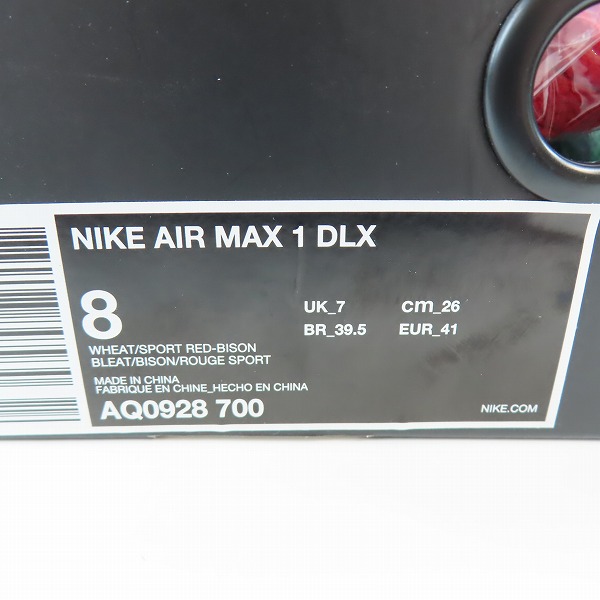 NIKE AIR MAX 1 DLX
8
UK_7 cm_26
BR_39.5 EUR_41
WHEAT/SPORT RED-BISON
BLEAT/BISON/ROUGE SPORT
MADE IN CHINA
FABRIQUE EN CHINE_HECHO EN CHINA
AQ0928 700
NIKE.COM